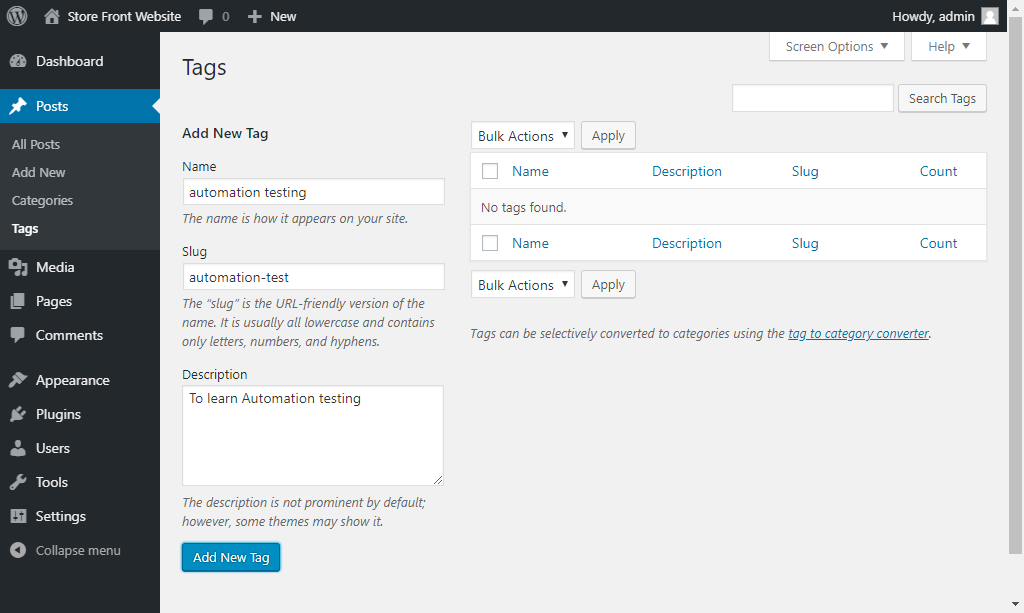 Store Front Website 0 New Howdy, admin
Screen Options Help
Dashboard
Posts
All Posts
Add New
Categories
Tags
Media
Pages
Comments
Appearance
Plugins
Users
Tools
Settings
Collapse menu
Tags
Search Tags
Add New Tag
Name
automation testing
The name is how it appears on your site.
Slug
automation-test
The “slug” is the URL-friendly version of the
name. It is usually all lowercase and contains
only letters, numbers, and hyphens.
Description
To learn Automation testing
The description is not prominent by default;
however, some themes may show it.
Add New Tag
Bulk Actions Apply
Name Description Slug Count
No tags found.
Name Description Slug Count
Bulk Actions Apply
Tags can be selectively converted to categories using the tag to category converter.